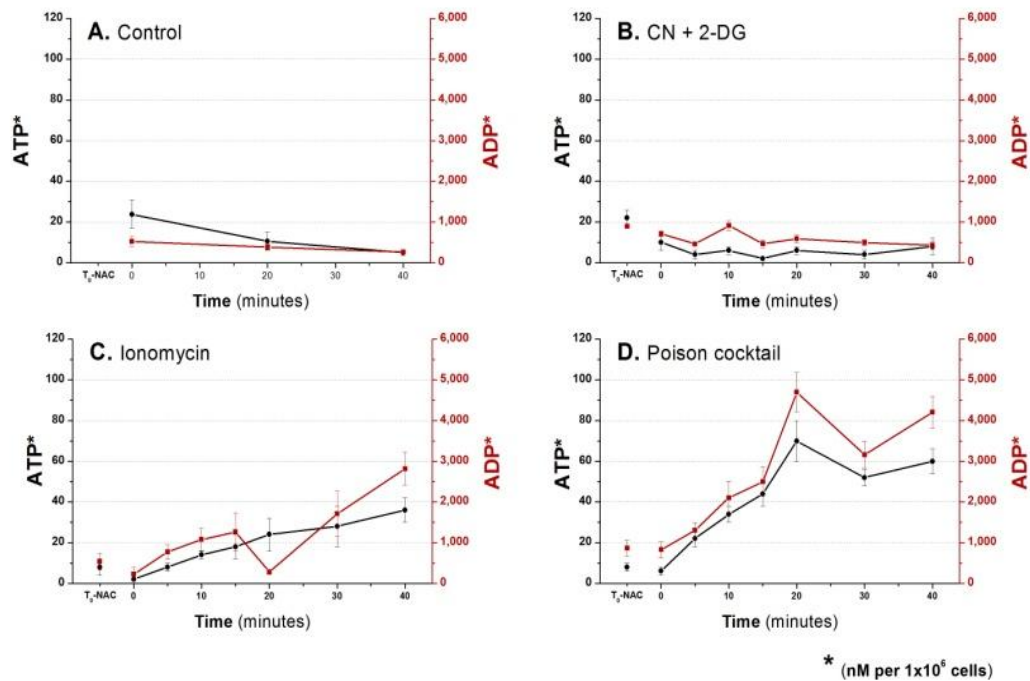 A. Control
120
100
80
60
40
20
0
ATP*
6,000
5,000
4,000
3,000
2,000
1,000
0
ADP*
T₀-NAC 0 10 20 30 40
Time (minutes)
B. CN + 2-DG
120
100
80
60
40
20
0
ATP*
6,000
5,000
4,000
3,000
2,000
1,000
0
ADP*
T₀-NAC 0 10 20 30 40
Time (minutes)
C. Ionomycin
120
100
80
60
40
20
0
ATP*
6,000
5,000
4,000
3,000
2,000
1,000
0
ADP*
T₀-NAC 0 10 20 30 40
Time (minutes)
D. Poison cocktail
120
100
80
60
40
20
0
ATP*
6,000
5,000
4,000
3,000
2,000
1,000
0
ADP*
T₀-NAC 0 10 20 30 40
Time (minutes)
* (nM per 1x10⁶ cells)